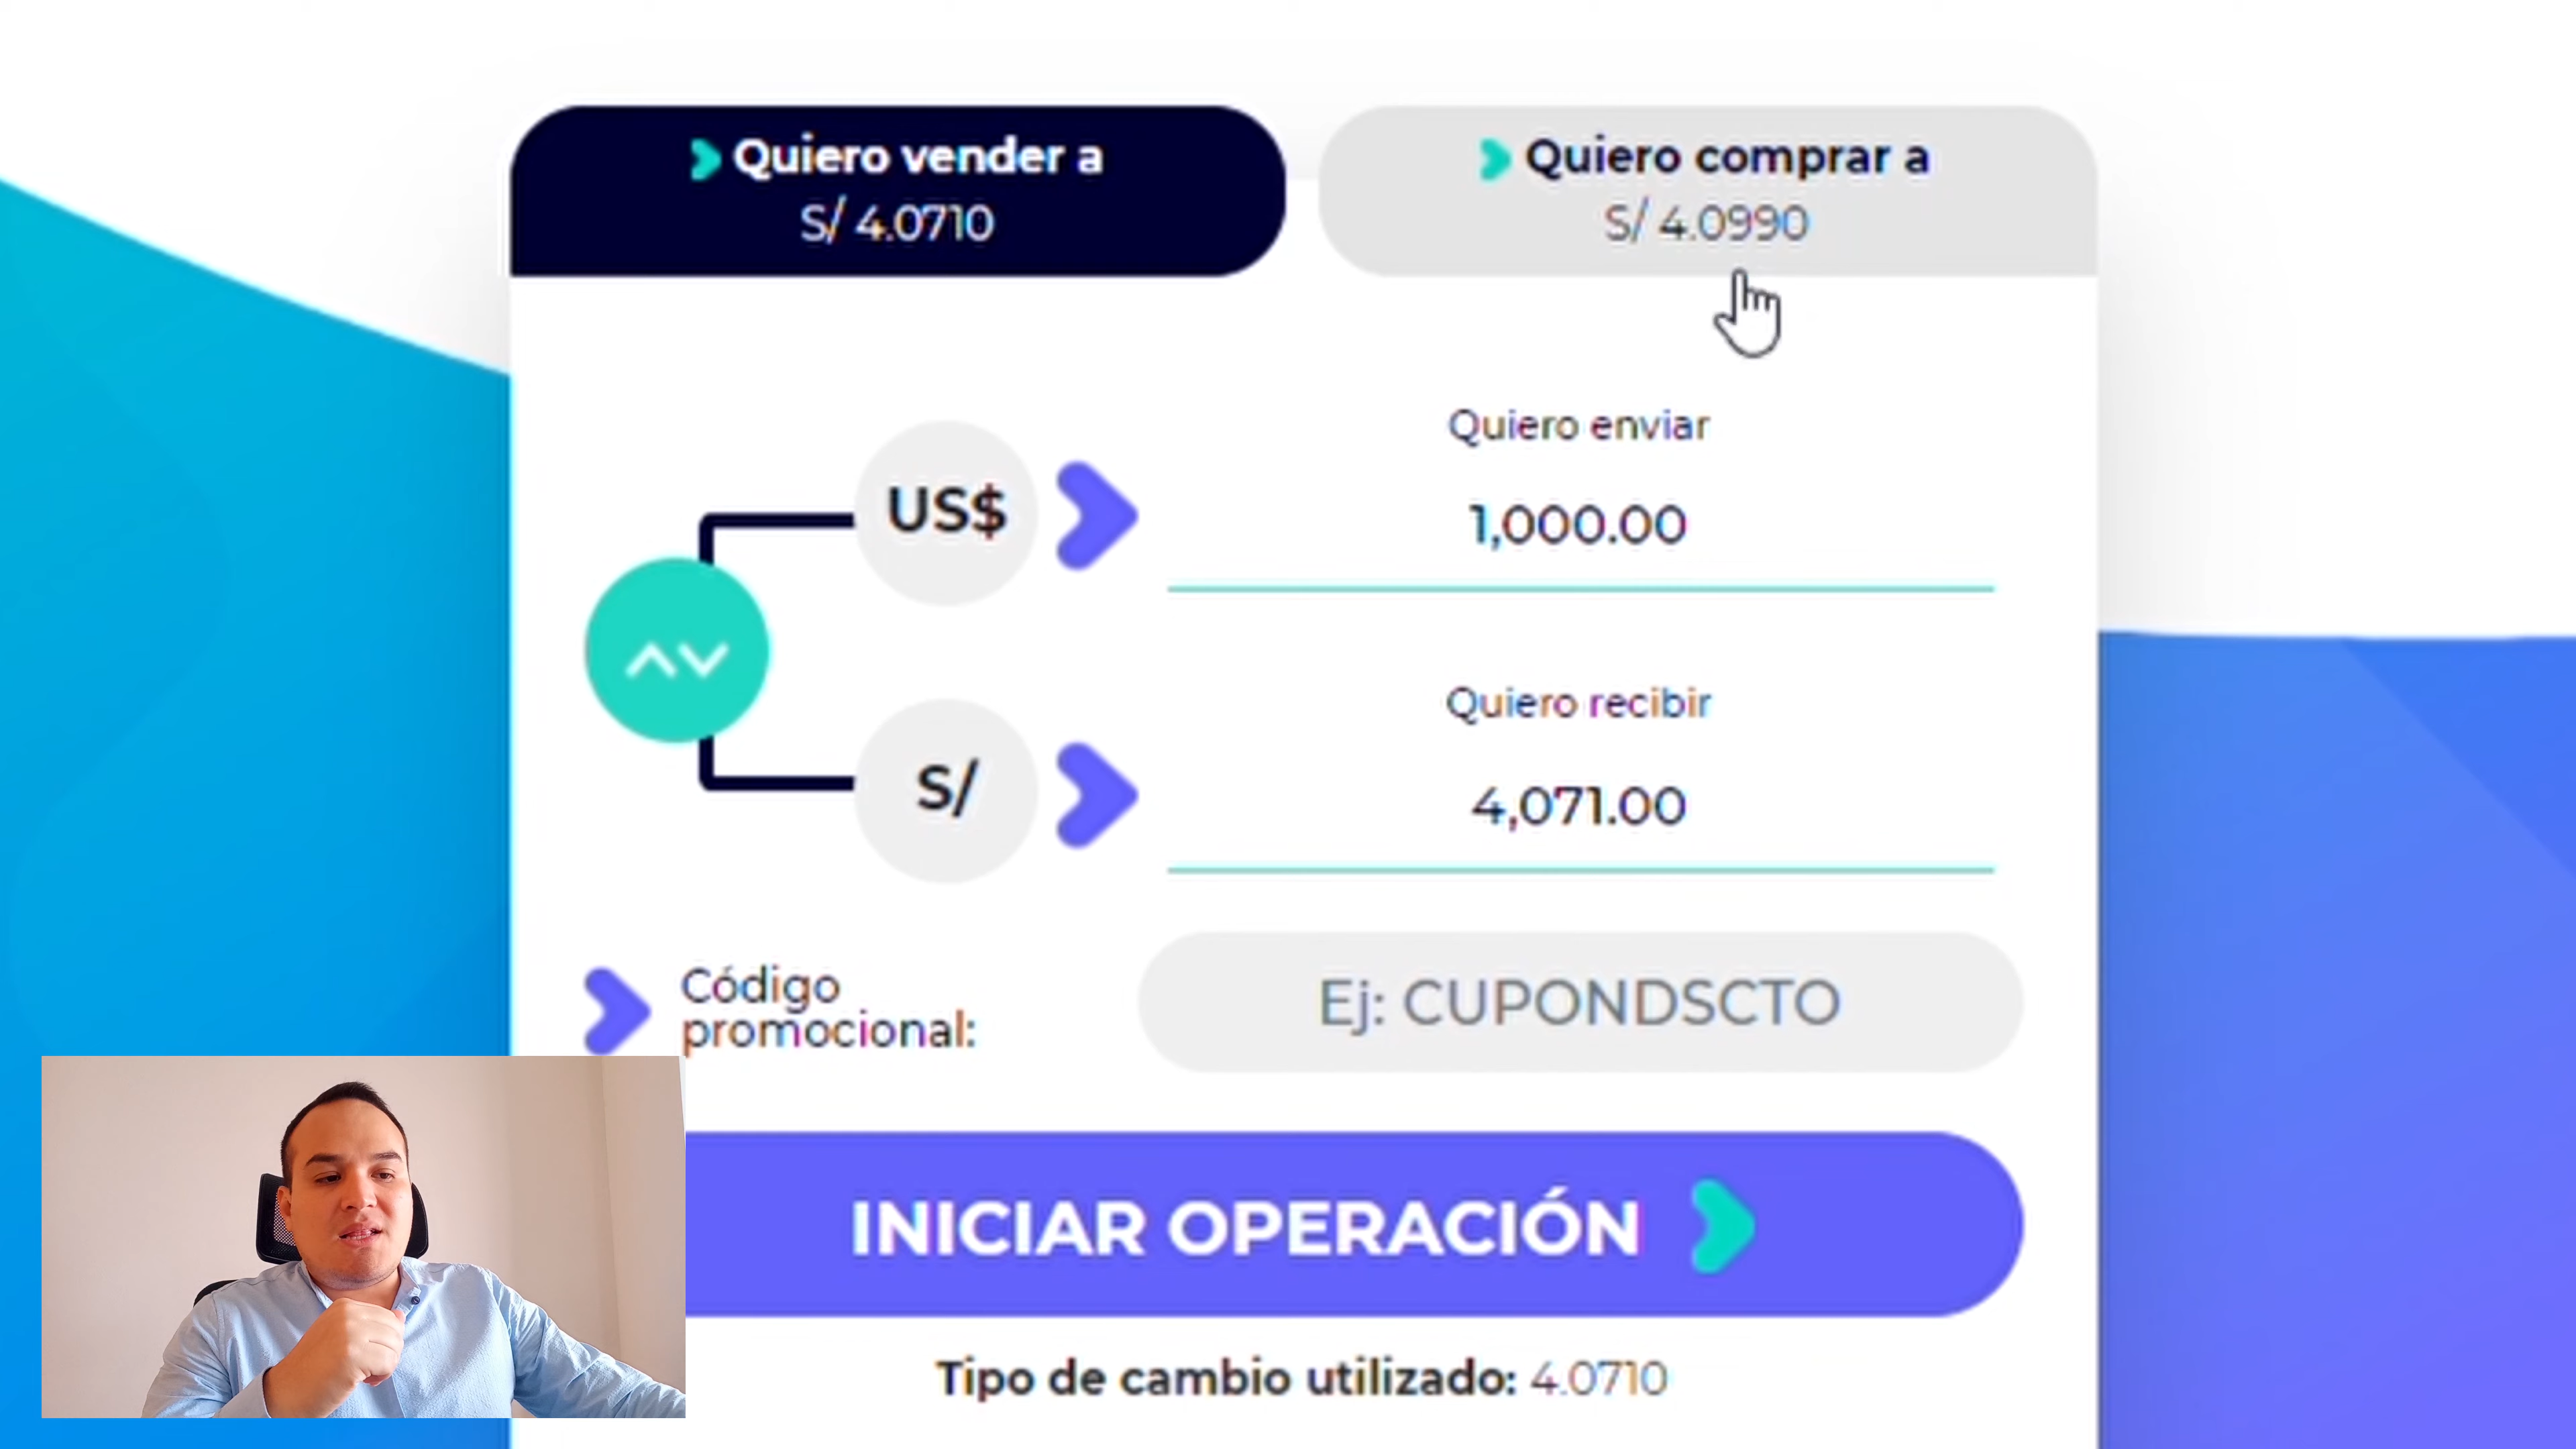 Quiero vender a
S/ 4.0710
Quiero comprar a
S/ 4.0990
Quiero enviar
US$
1,000.00
Quiero recibir
S/
4,071.00
Código
promocional:
Ej: CUPONDSCTO
INICIAR OPERACIÓN
Tipo de cambio utilizado: 4.0710